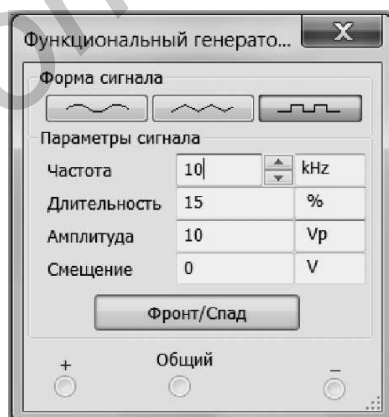 Функциональный генерато...
X
Форма сигнала
Параметры сигнала
Частота 10 kHz
Длительность 15 %
Амплитуда 10 Vp
Смещение 0 V
Фронт/Спад
+ Общий −